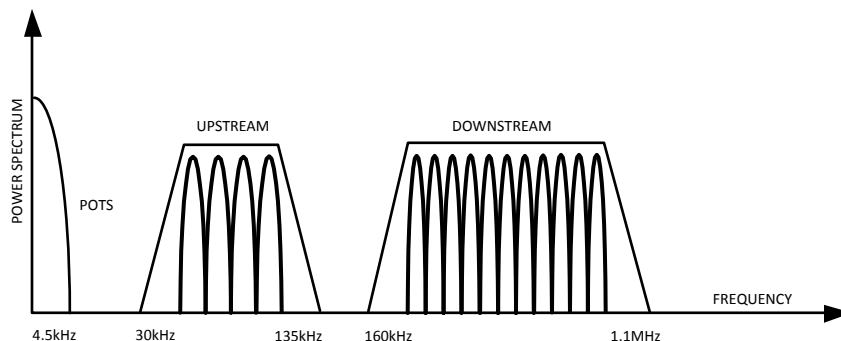 POWER SPECTRUM
POTS
UPSTREAM
DOWNSTREAM
FREQUENCY
4.5kHz
30kHz
135kHz
160kHz
1.1MHz